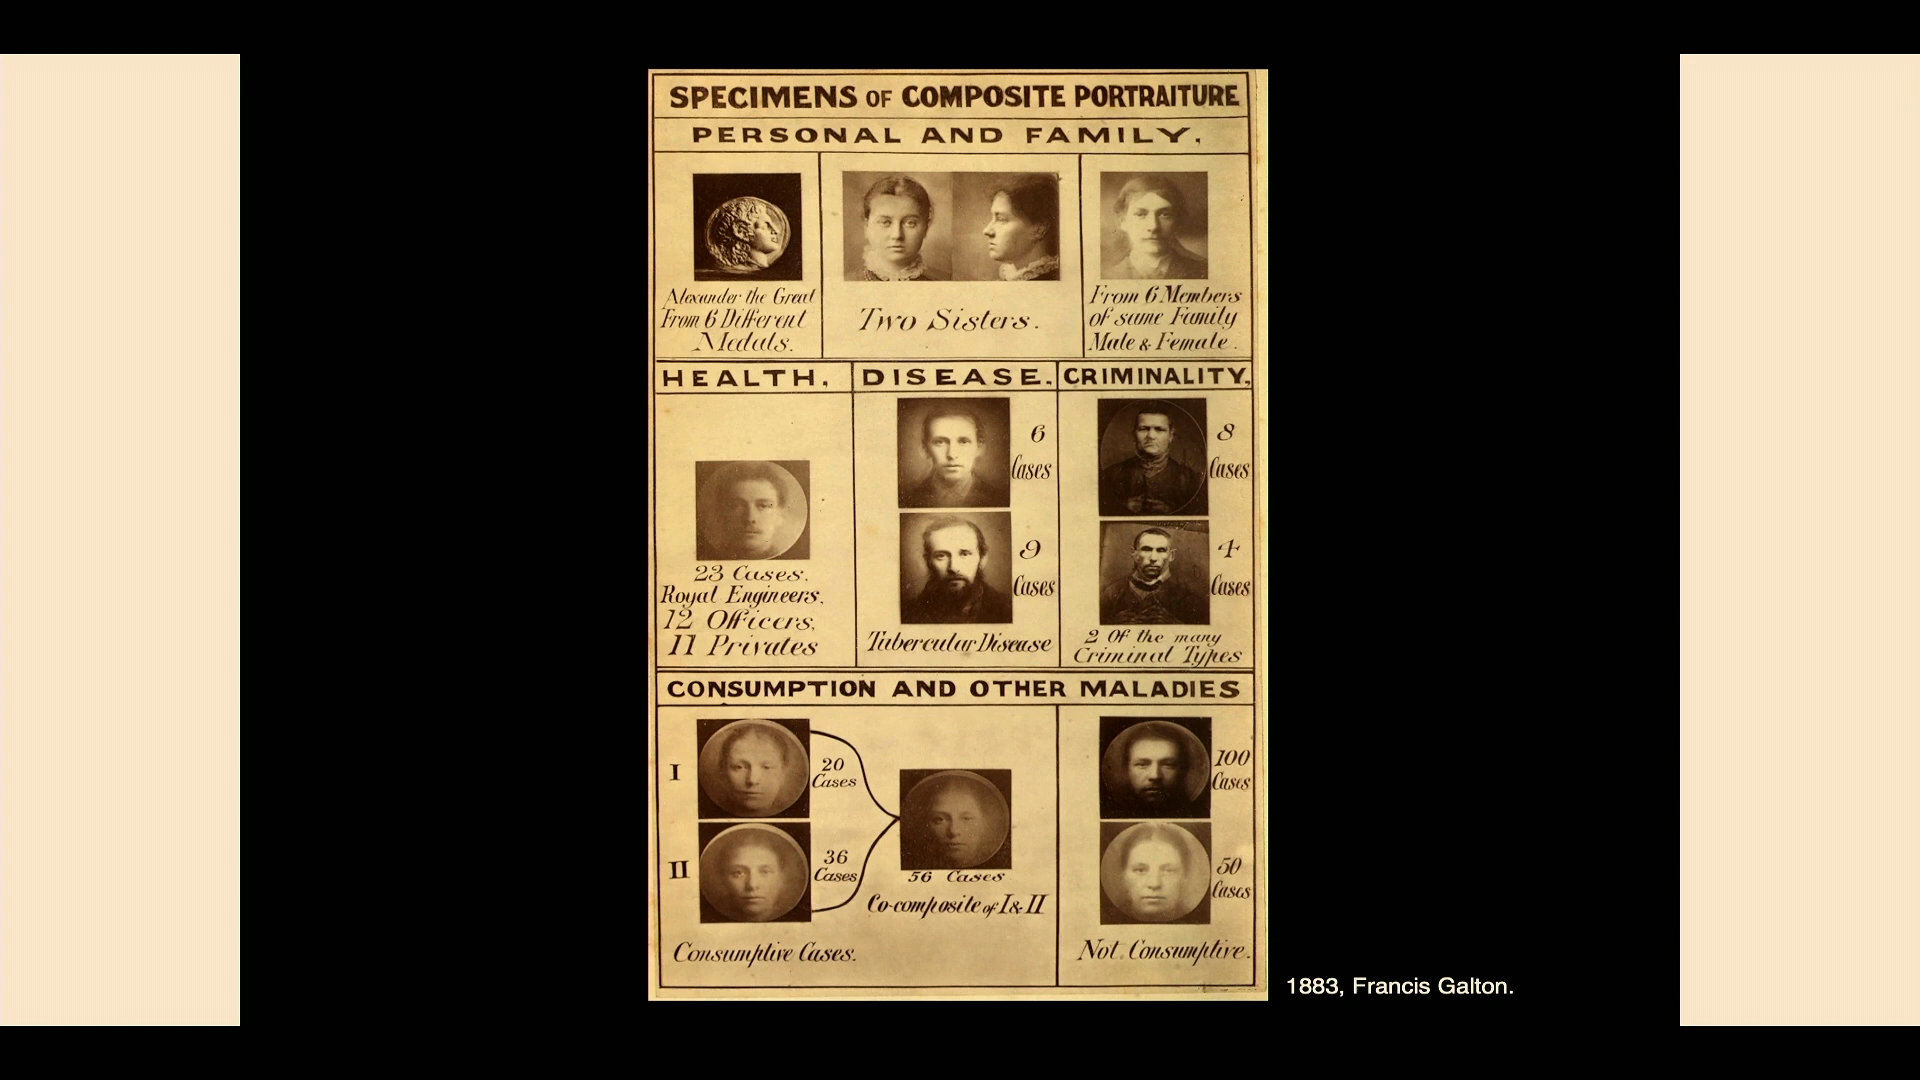 SPECIMENS OF COMPOSITE PORTRAITURE
PERSONAL AND FAMILY.
Alexander the Great
From 6 Different
Medals.
Two Sisters.
From 6 Members
of same Family
Male & Female.
HEALTH.
23 Cases.
Royal Engineers.
12 Officers.
11 Privates
DISEASE.
6
Cases
9
Cases
Tubercular Disease
CRIMINALITY.
8
Cases
4
Cases
2 Of the many
Criminal Types
CONSUMPTION AND OTHER MALADIES
I
20
Cases
II
36
Cases
56 Cases
Co-composite of I & II
Consumptive Cases.
100
Cases
50
Cases
Not Consumptive.
1883, Francis Galton.